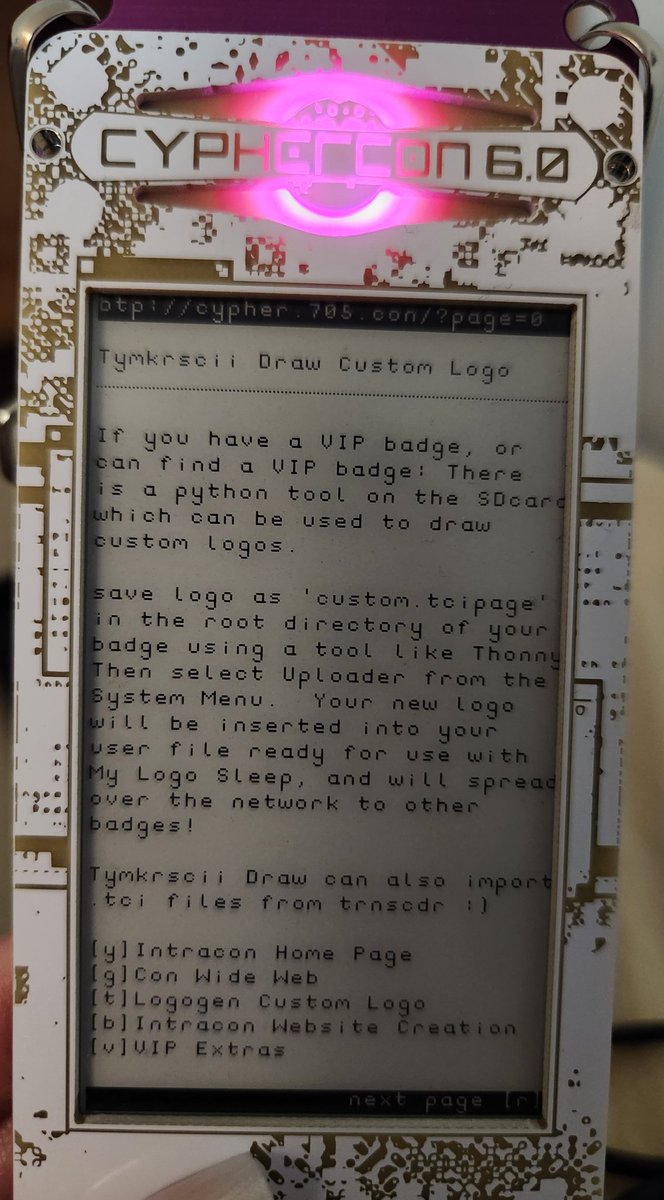 CYPHERCON 6.0
btp://cypher.705.con/?page=0
Tymkrscii Draw Custom Logo
If you have a VIP badge, or
can find a VIP badge: There
is a python tool on the SDcard
which can be used to draw
custom logos.
save logo as 'custom.tcipage'
in the root directory of your
badge using a tool like Thonny
Then select Uploader from the
System Menu. Your new logo
will be inserted into your
user file ready for use with
My Logo Sleep, and will spread
over the network to other
badges!
Tymkrscii Draw can also import
.tci files from trnscdr :)
[y]Intracon Home Page
[g]Con Wide Web
[t]Logogen Custom Logo
[b]Intracon Website Creation
[v]VIP Extras
next page [r]